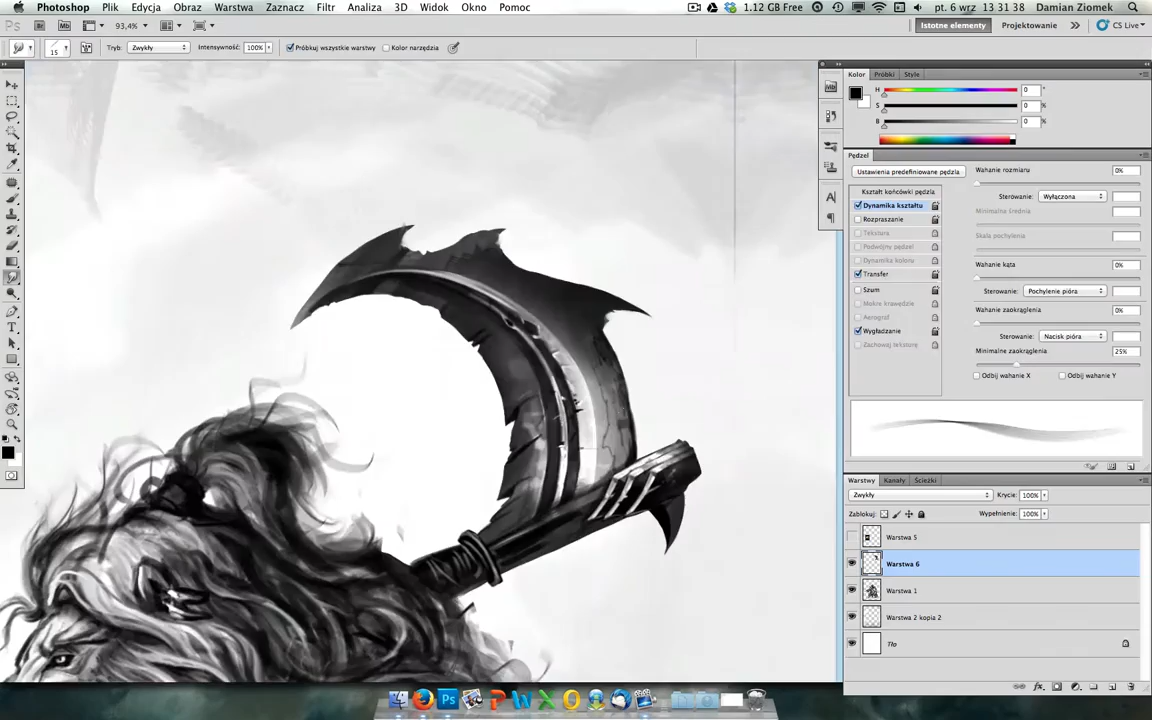 Photoshop Plik Edycja Obraz Warstwa Zaznacz Filtr Analiza 3D Widok Okno Pomoc 1.12 GB Free pt. 6 wrz 13 31 38 Damian Ziomek
Ps Br Mb 93,4% Istotne elementy Projektowanie >> CS Live
15 Tryb: Zwykły Intensywność: 100% Próbkuj wszystkie warstwy Kolor narzędzia
Kolor Próbki Style
H 0 °
S 0 %
B 0 %
Pędzel
Ustawienia predefiniowane pędzla
Kształt końcówki pędzla
Dynamika kształtu
Rozpraszanie
Tekstura
Podwójny pędzel
Dynamika koloru
Transfer
Szum
Mokre krawędzie
Aerograf
Wygładzanie
Zachowaj teksturę
Wahanie rozmiaru 0%
Sterowanie: Wyłączona
Minimalna średnia
Skala pochylenia
Wahanie kąta 0%
Sterowanie: Pochylenie pióra
Wahanie zaokrąglenia 0%
Sterowanie: Nacisk pióra
Minimalne zaokrąglenia 25%
Odbij wahanie X Odbij wahanie Y
Warstwy Kanały Ścieżki
Zwykły Krycie: 100%
Zablokuj: Wypełnienie: 100%
Warstwa 5
Warstwa 6
Warstwa 1
Warstwa 2 kopia 2
Tło
fx